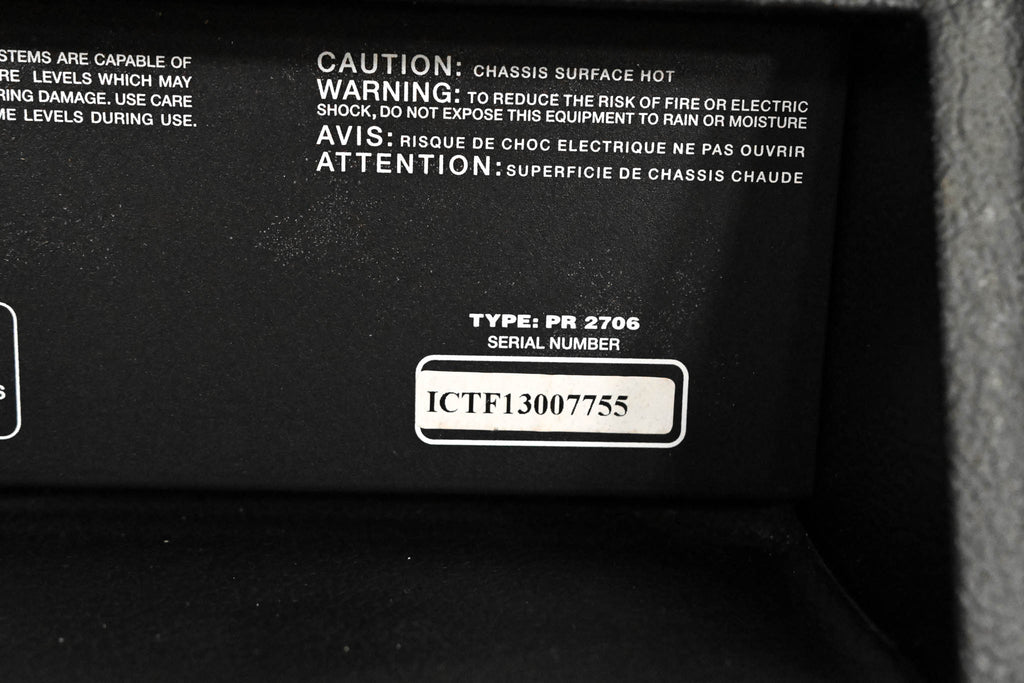 STEMS ARE CAPABLE OF
RE LEVELS WHICH MAY
RING DAMAGE. USE CARE
ME LEVELS DURING USE.
CAUTION: CHASSIS SURFACE HOT
WARNING: TO REDUCE THE RISK OF FIRE OR ELECTRIC
SHOCK, DO NOT EXPOSE THIS EQUIPMENT TO RAIN OR MOISTURE
AVIS: RISQUE DE CHOC ELECTRIQUE NE PAS OUVRIR
ATTENTION: SUPERFICIE DE CHASSIS CHAUDE
TYPE: PR 2706
SERIAL NUMBER
ICTF13007755
S